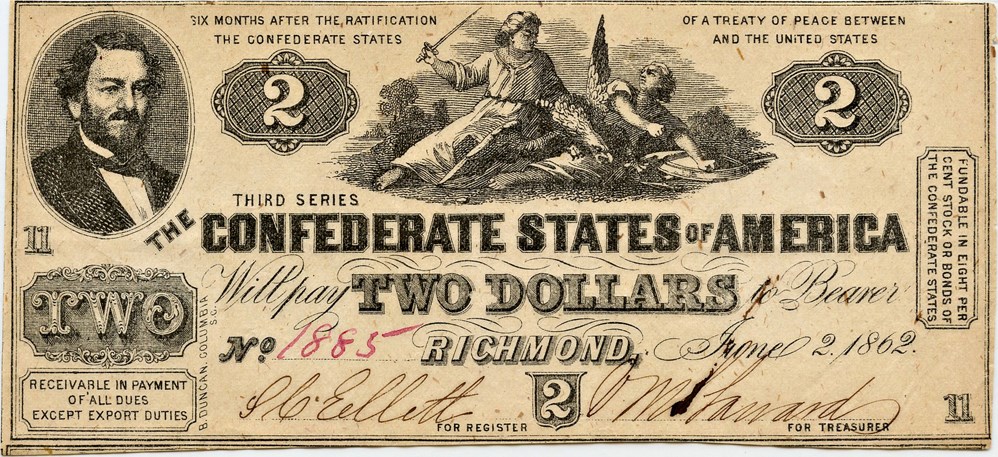 SIX MONTHS AFTER THE RATIFICATION OF A TREATY OF PEACE BETWEEN
THE CONFEDERATE STATES AND THE UNITED STATES
2 2
THIRD SERIES
11
THE CONFEDERATE STATES OF AMERICA
Will pay TWO DOLLARS to Bearer
TWO
No. 1885 RICHMOND, June 2. 1862.
RECEIVABLE IN PAYMENT
OF ALL DUES
EXCEPT EXPORT DUTIES
B. DUNCAN, COLUMBIA
S.C.
FOR REGISTER
2
FOR TREASURER
11
FUNDABLE IN EIGHT PER
CENT STOCK OR BONDS OF
THE CONFEDERATE STATES